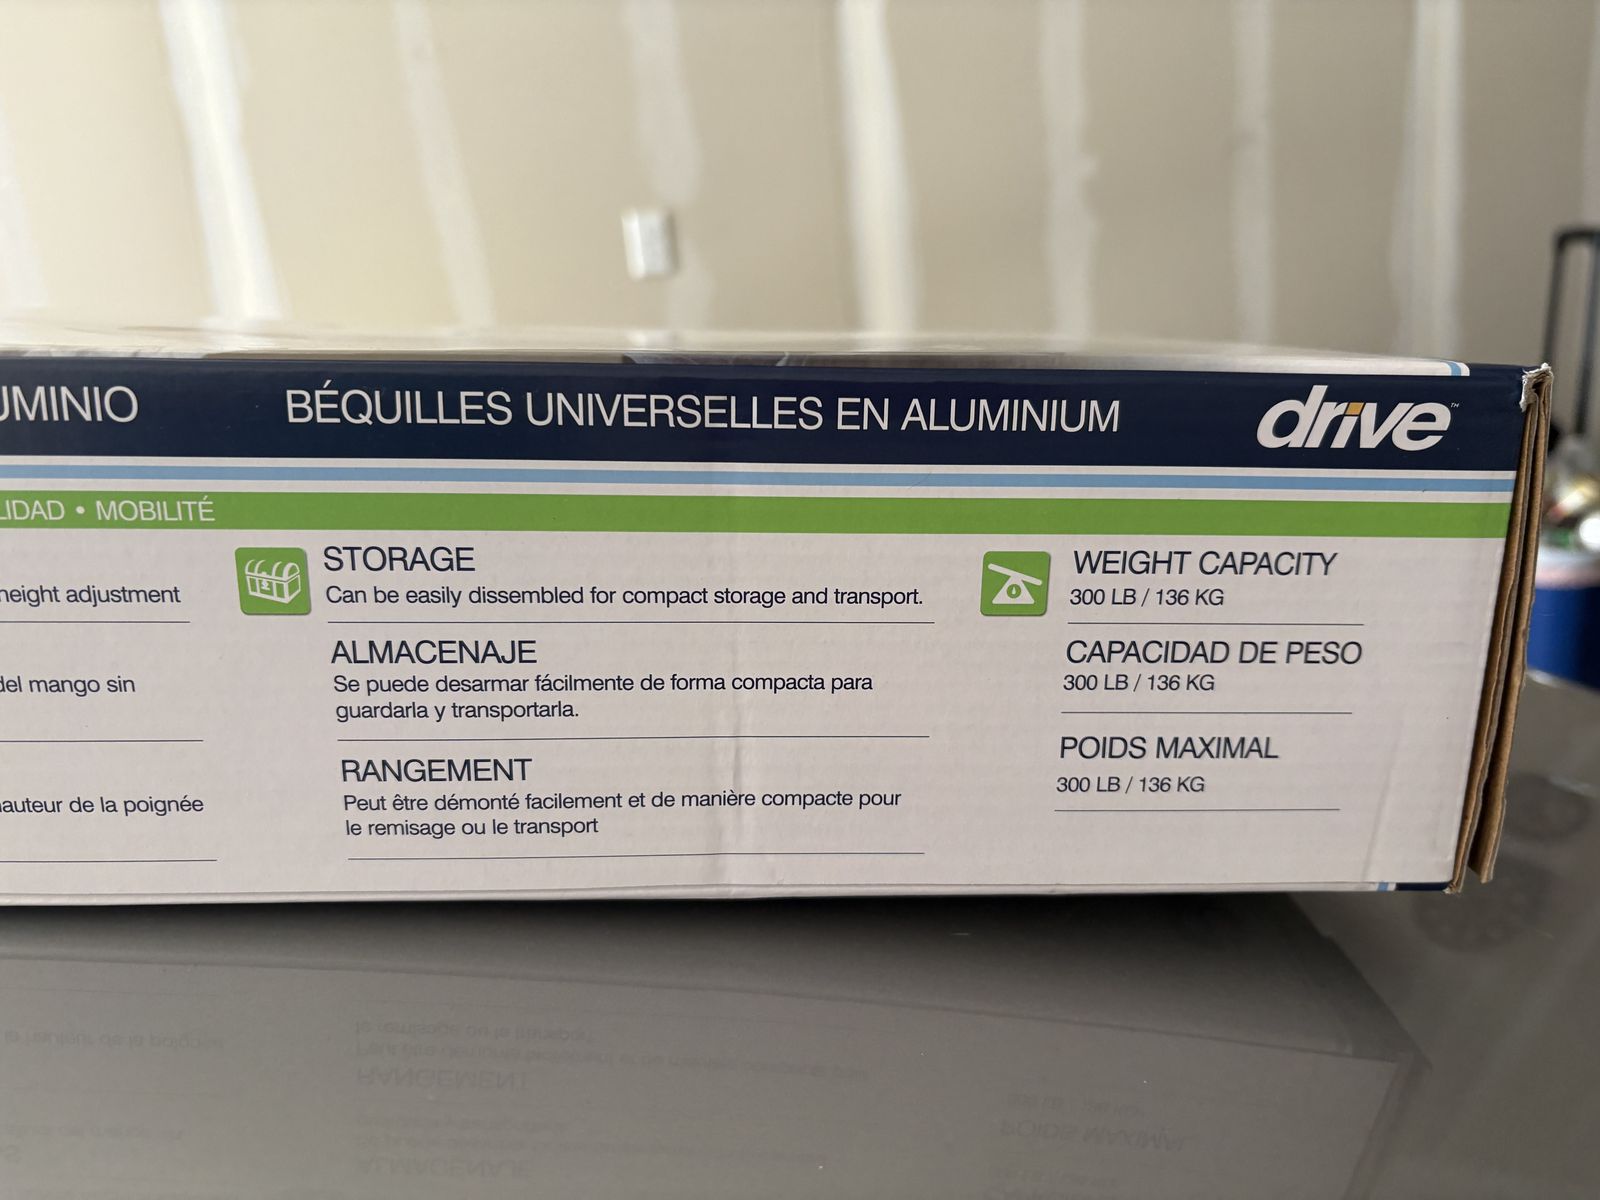 UMINIO
BÉQUILLES UNIVERSELLES EN ALUMINIUM
drive™
LIDAD • MOBILITÉ
height adjustment
del mango sin
hauteur de la poignée
STORAGE
Can be easily dissembled for compact storage and transport.
ALMACENAJE
Se puede desarmar fácilmente de forma compacta para
guardarla y transportarla.
RANGEMENT
Peut être démonté facilement et de manière compacte pour
le remisage ou le transport
WEIGHT CAPACITY
300 LB / 136 KG
CAPACIDAD DE PESO
300 LB / 136 KG
POIDS MAXIMAL
300 LB / 136 KG